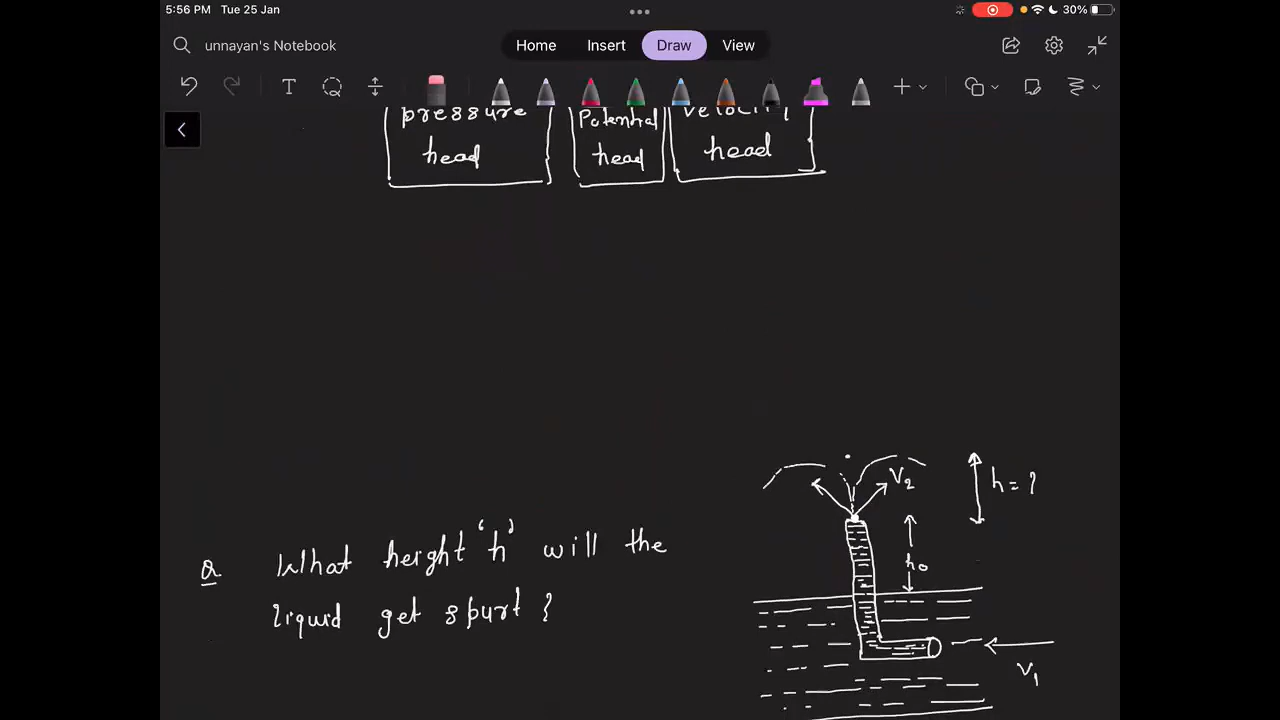 5:56 PM Tue 25 Jan
30%
unnayan's Notebook
Home Insert Draw View
T
pressure Potential velocity
head head head
V₂
h = ?
h₀
V₁
Q What height 'h' will the
liquid get spurt ?